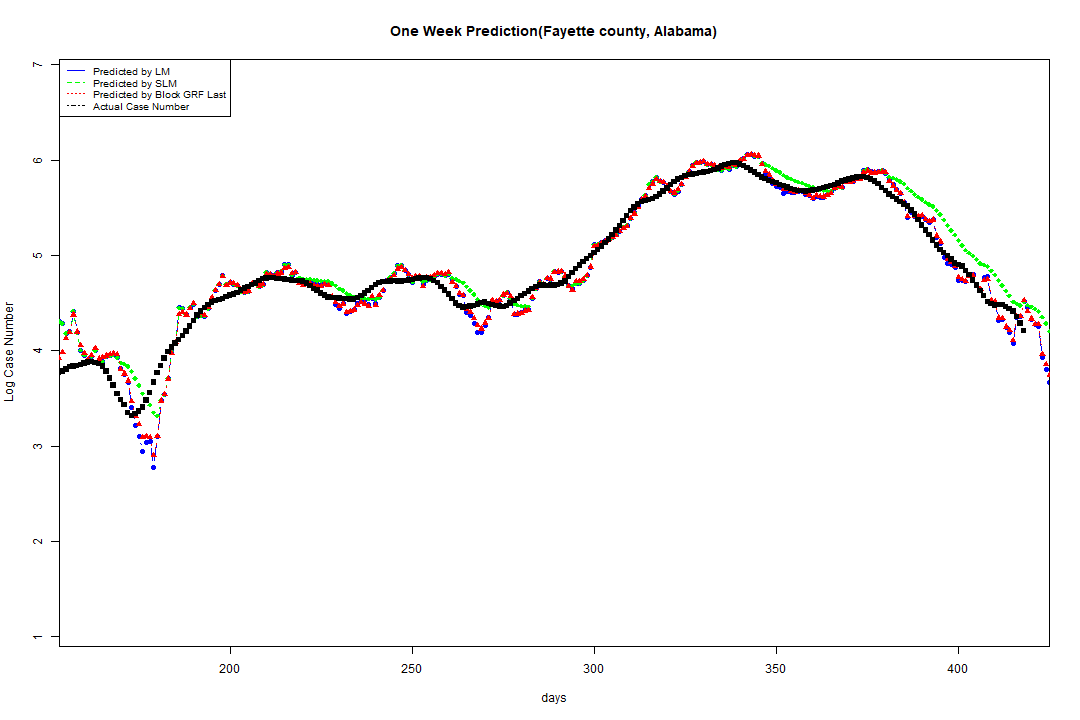 One Week Prediction(Fayette county, Alabama)
Predicted by LM
Predicted by SLM
Predicted by Block GRF Last
Actual Case Number
7
6
5
4
3
2
1
Log Case Number
200 250 300 350 400
days